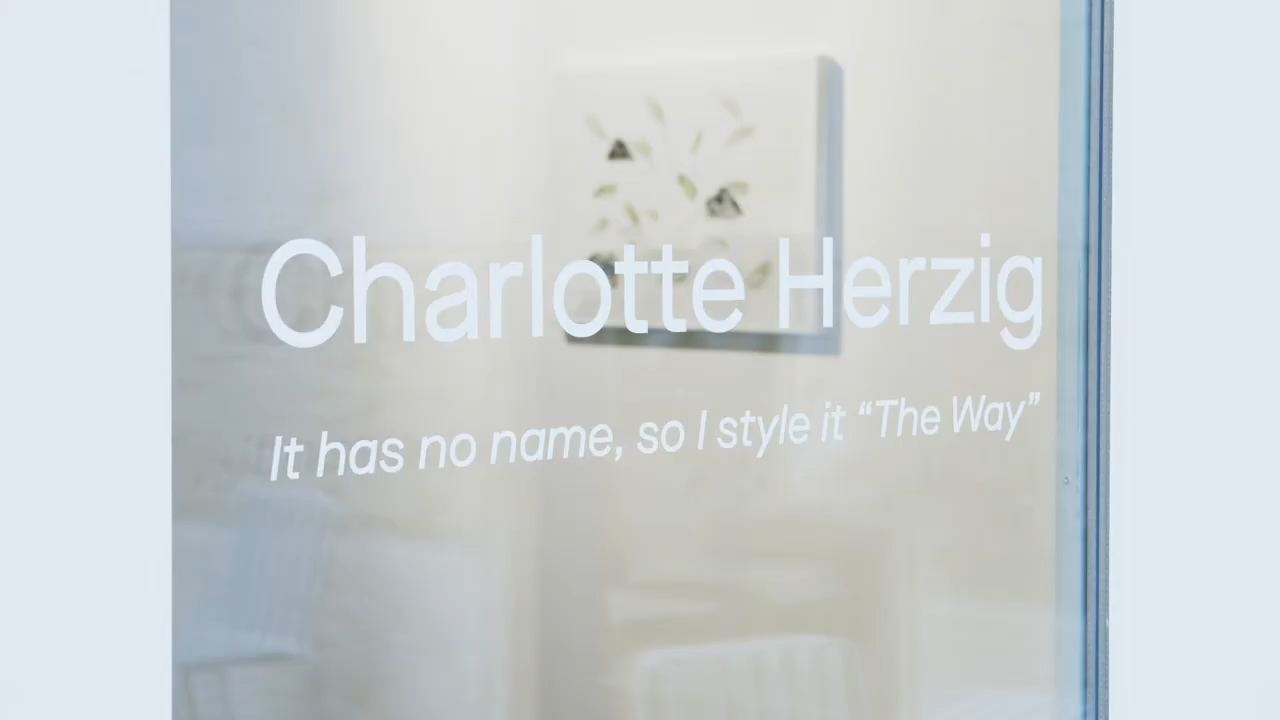 Charlotte Herzig
It has no name, so I style it “The Way”